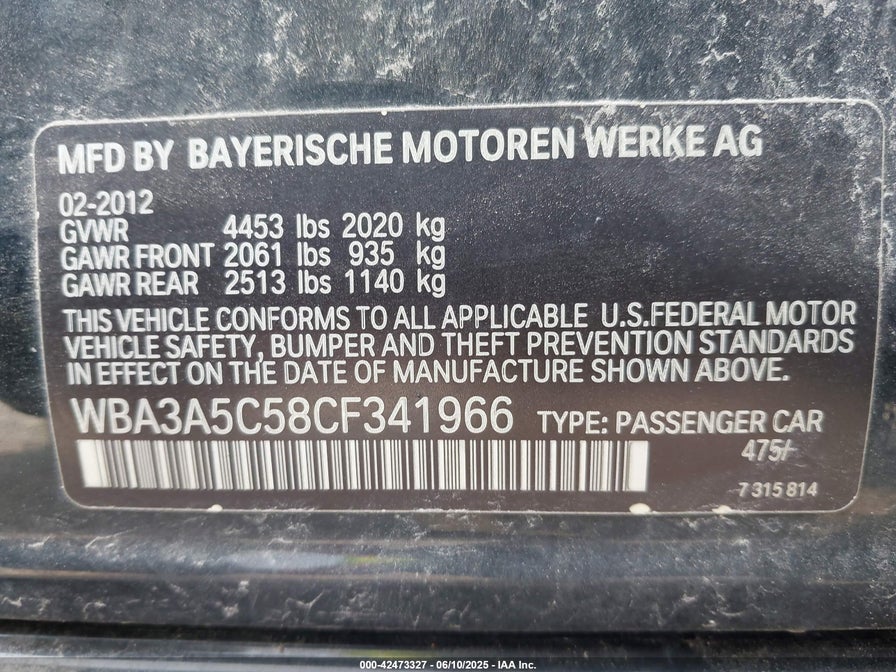 MFD BY BAYERISCHE MOTOREN WERKE AG
02-2012
GVWR 4453 lbs 2020 kg
GAWR FRONT 2061 lbs 935 kg
GAWR REAR 2513 lbs 1140 kg
THIS VEHICLE CONFORMS TO ALL APPLICABLE U.S.FEDERAL MOTOR
VEHICLE SAFETY, BUMPER AND THEFT PREVENTION STANDARDS
IN EFFECT ON THE DATE OF MANUFACTURE SHOWN ABOVE.
WBA3A5C58CF341966 TYPE: PASSENGER CAR
475/-
7 315 814
000-42473327 - 06/10/2025 - IAA Inc.